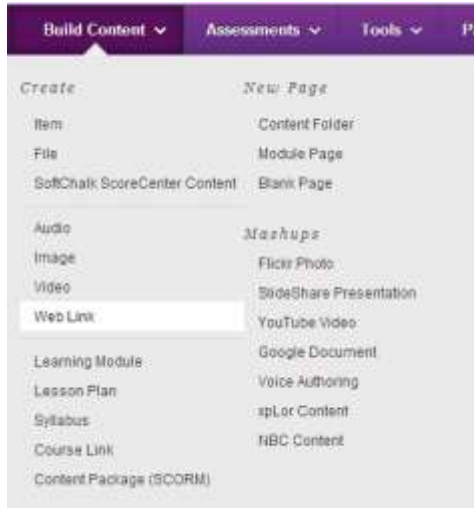 Build Content Assessments Tools P
Create
Item
File
SoftChalk ScoreCenter Content
Audio
Image
Video
Web Link
Learning Module
Lesson Plan
Syllabus
Course Link
Content Package (SCORM)
New Page
Content Folder
Module Page
Blank Page
Mashups
Flickr Photo
SlideShare Presentation
YouTube Video
Google Document
Voice Authoring
xpLor Content
NBC Content